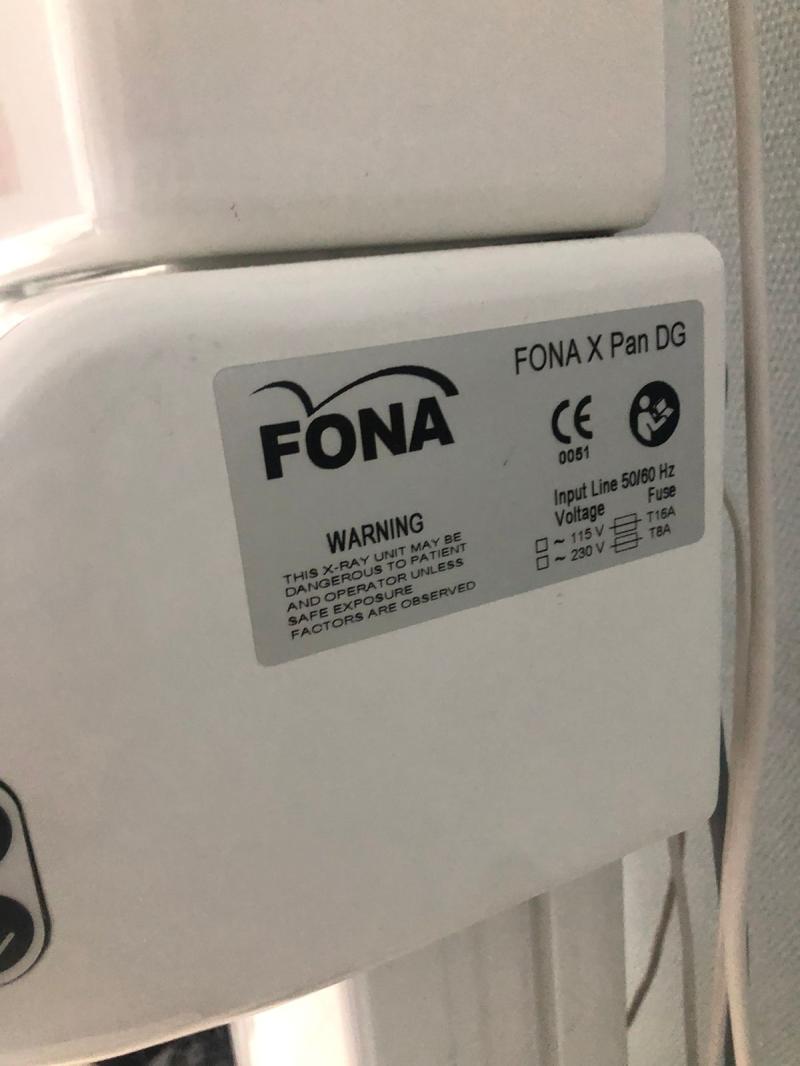 FONA X Pan DG
FONA
CE
0051
Input Line 50/60 Hz
Voltage Fuse
~ 115 V T16A
~ 230 V T8A
WARNING
THIS X-RAY UNIT MAY BE
DANGEROUS TO PATIENT
AND OPERATOR UNLESS
SAFE EXPOSURE
FACTORS ARE OBSERVED